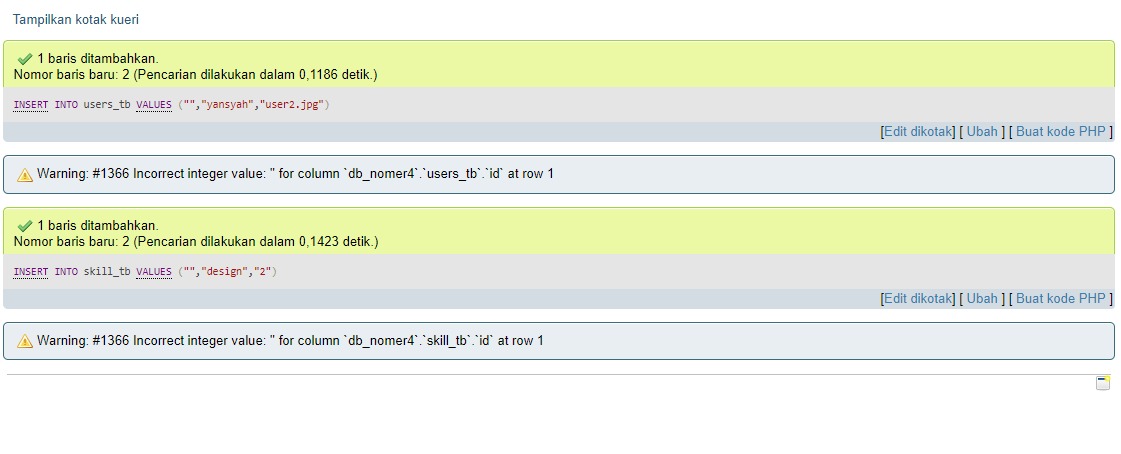 Tampilkan kotak kueri
1 baris ditambahkan.
Nomor baris baru: 2 (Pencarian dilakukan dalam 0,1186 detik.)
INSERT INTO users_tb VALUES ("","yansyah","user2.jpg")
[Edit dikotak] [ Ubah ] [ Buat kode PHP ]
Warning: #1366 Incorrect integer value: '' for column `db_nomer4`.`users_tb`.`id` at row 1
1 baris ditambahkan.
Nomor baris baru: 2 (Pencarian dilakukan dalam 0,1423 detik.)
INSERT INTO skill_tb VALUES ("","design","2")
[Edit dikotak] [ Ubah ] [ Buat kode PHP ]
Warning: #1366 Incorrect integer value: '' for column `db_nomer4`.`skill_tb`.`id` at row 1